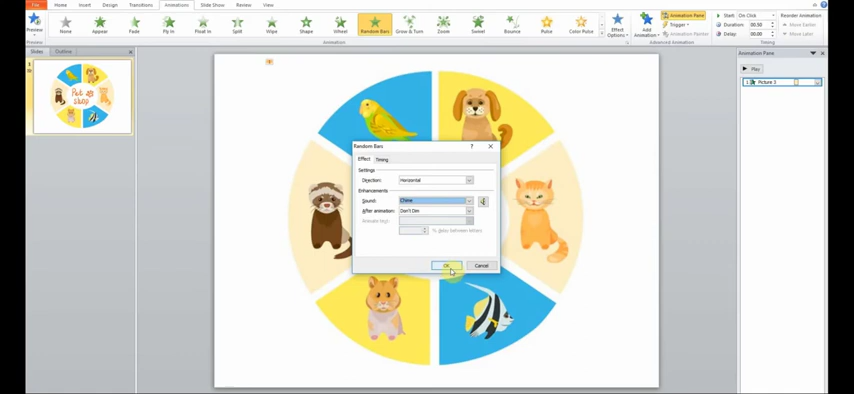 File Home Insert Design Transitions Animations Slide Show Review View
Preview None Appear Fade Fly In Float In Split Wipe Shape Wheel Random Bars Grow & Turn Zoom Swivel Bounce Pulse Color Pulse Effect Options Add Animation Animation Pane Trigger Animation Painter Start: On Click Duration: 00.50 Delay: 00.00 Reorder Animation Move Earlier Move Later
Preview Animation Advanced Animation Timing
Slides Outline
Animation Pane
Play
1 Picture 3
1
Pet
shop
Random Bars
Effect Timing
Settings
Direction: Horizontal
Enhancements
Sound: Chime
After animation: Don't Dim
Animate text:
% delay between letters
OK Cancel